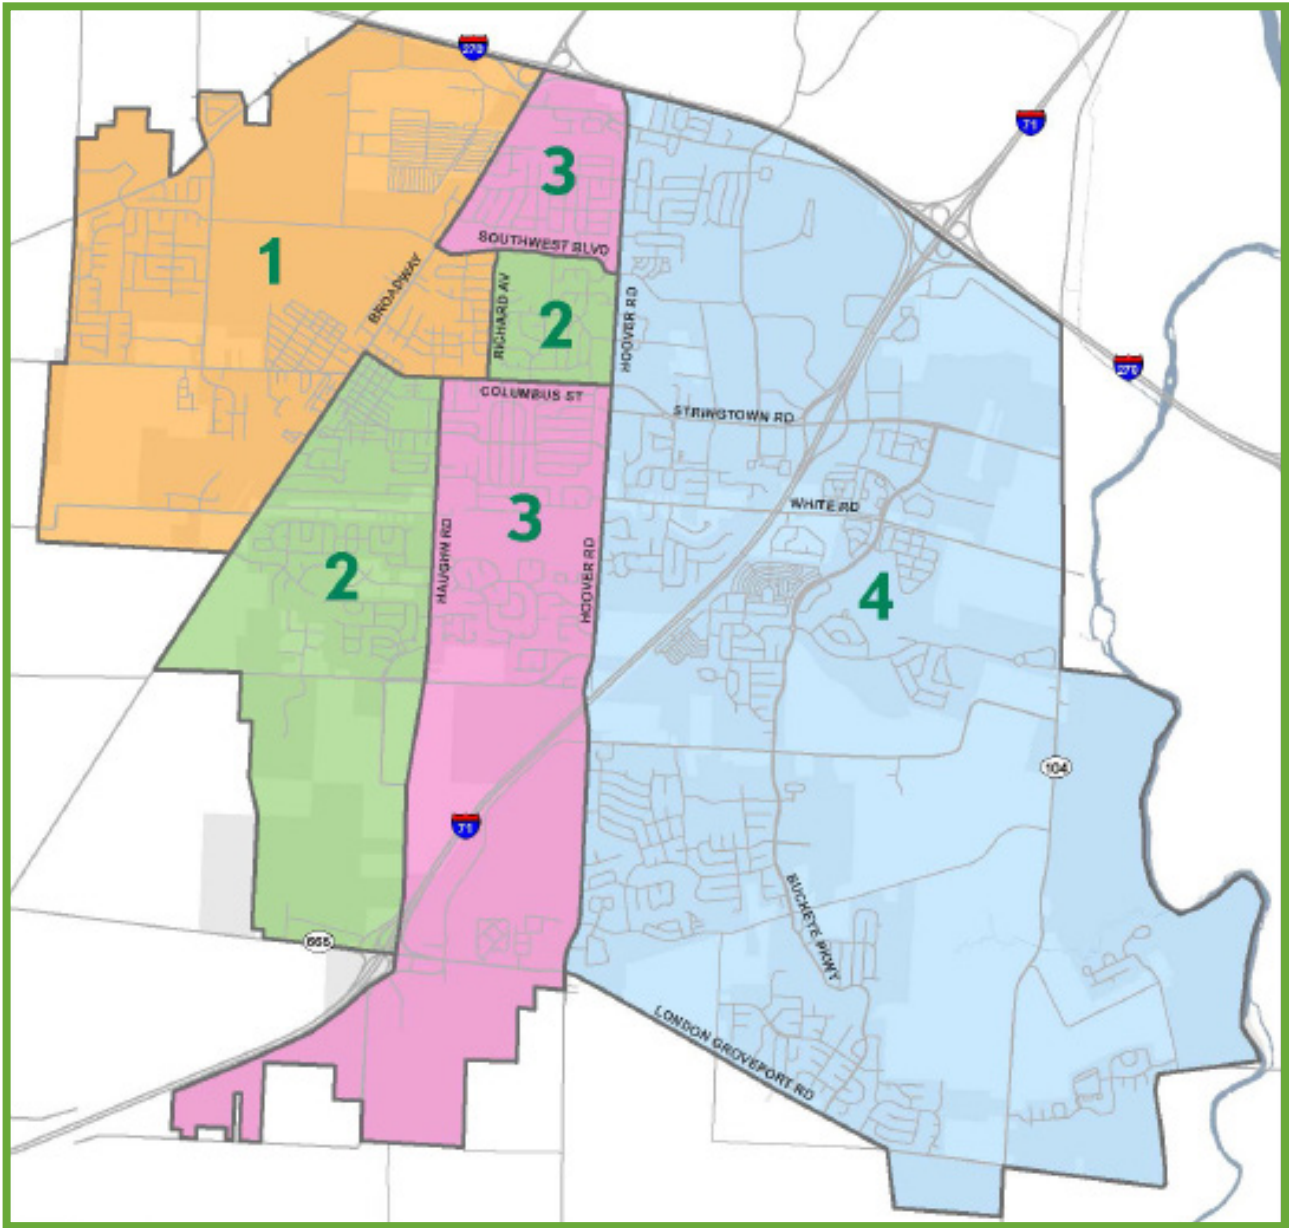 270
71
3
SOUTHWEST BLVD
1
BROADWAY
RICHARD AV
2
HOOVER RD
270
COLUMBUS ST
STRINGTOWN RD
WHITE RD
3
HAUGHN RD
HOOVER RD
2
4
104
71
BUCKEYE PKWY
665
LONDON GROVEPORT RD